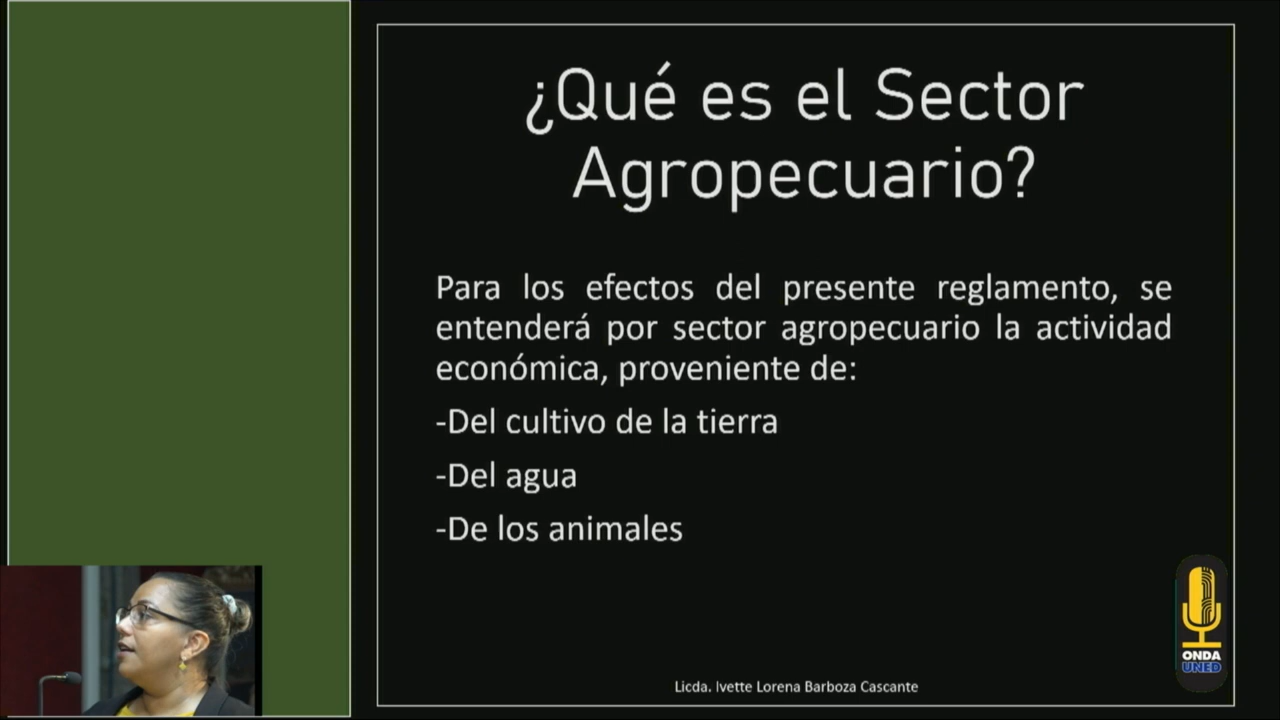 ¿Qué es el Sector
Agropecuario?
Para los efectos del presente reglamento, se
entenderá por sector agropecuario la actividad
económica, proveniente de:
-Del cultivo de la tierra
-Del agua
-De los animales
ONDA
UNED
Licda. Ivette Lorena Barboza Cascante